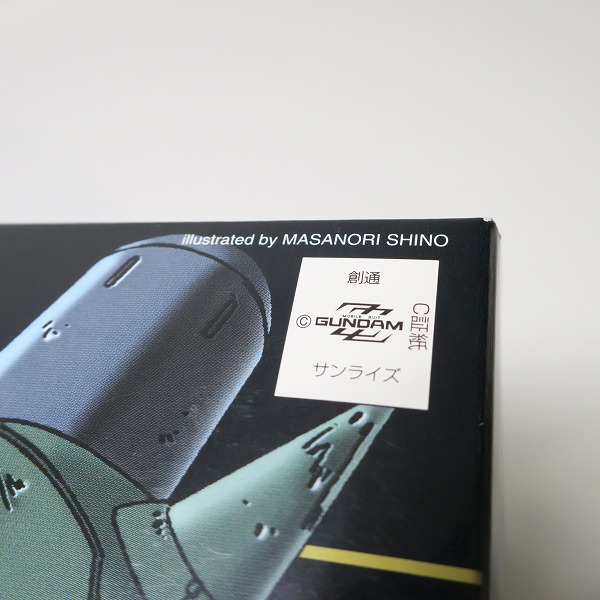 illustrated by MASANORI SHINO
創通
MOBILE SUIT
© GUNDAM
ZZ
サンライズ
C証紙